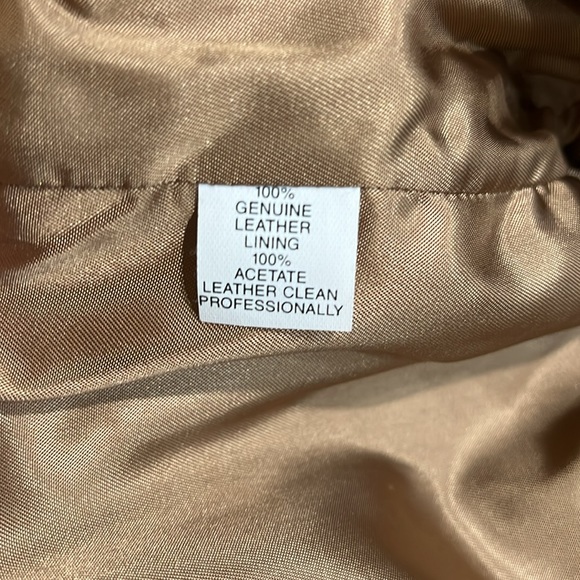 100%
GENUINE
LEATHER
LINING
100%
ACETATE
LEATHER CLEAN
PROFESSIONALLY